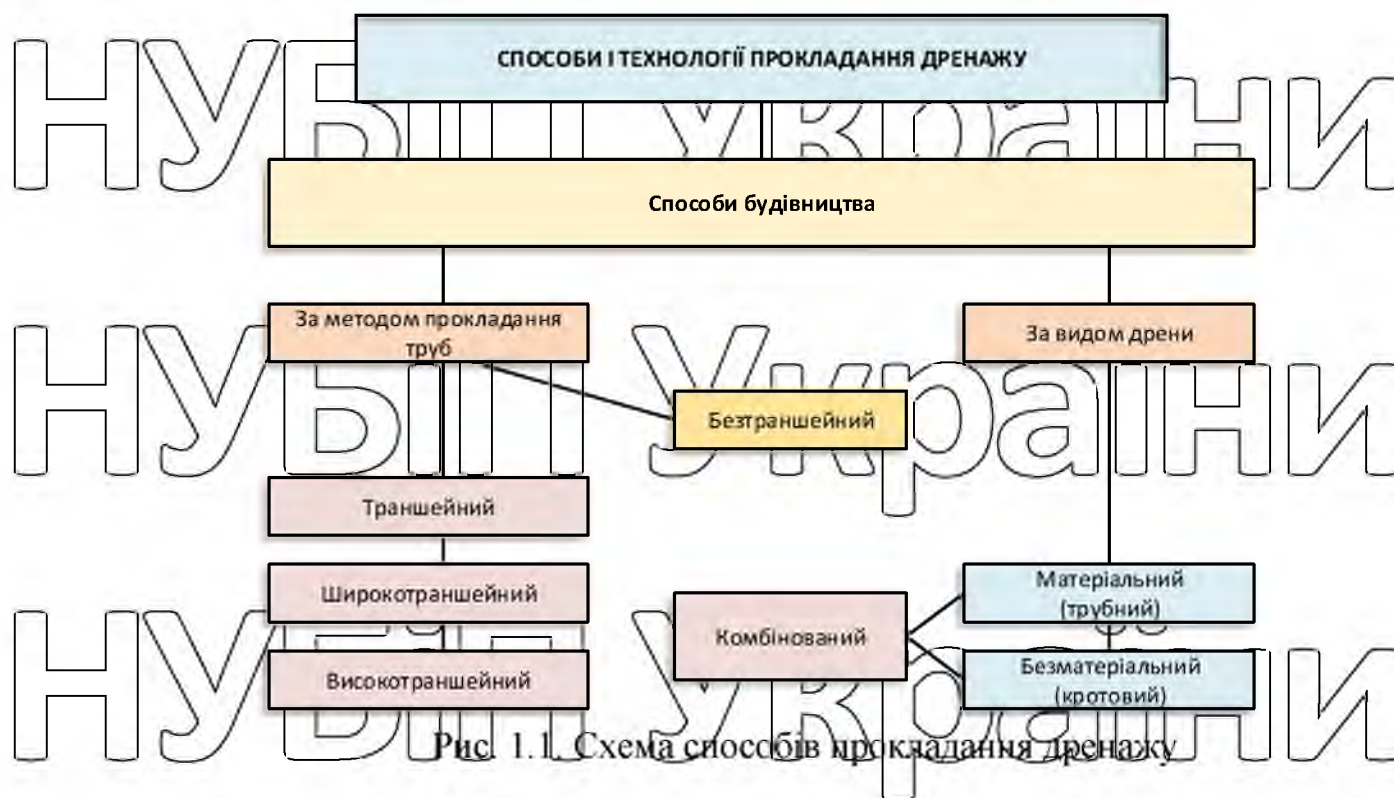 СПОСОБИ І ТЕХНОЛОГІЇ ПРОКЛАДАННЯ ДРЕНАЖУ
НУБіП України
Способи будівництва
За методом прокладання
труб
За видом дрени
НУБіП України
Безтраншейний
Траншейний
Широкотраншейний
Високотраншейний
Комбінований
Матеріальний
(трубний)
Безматеріальний
(кротовий)
НУБіП України
Рис. 1.1. Схема способів прокладання дренажу